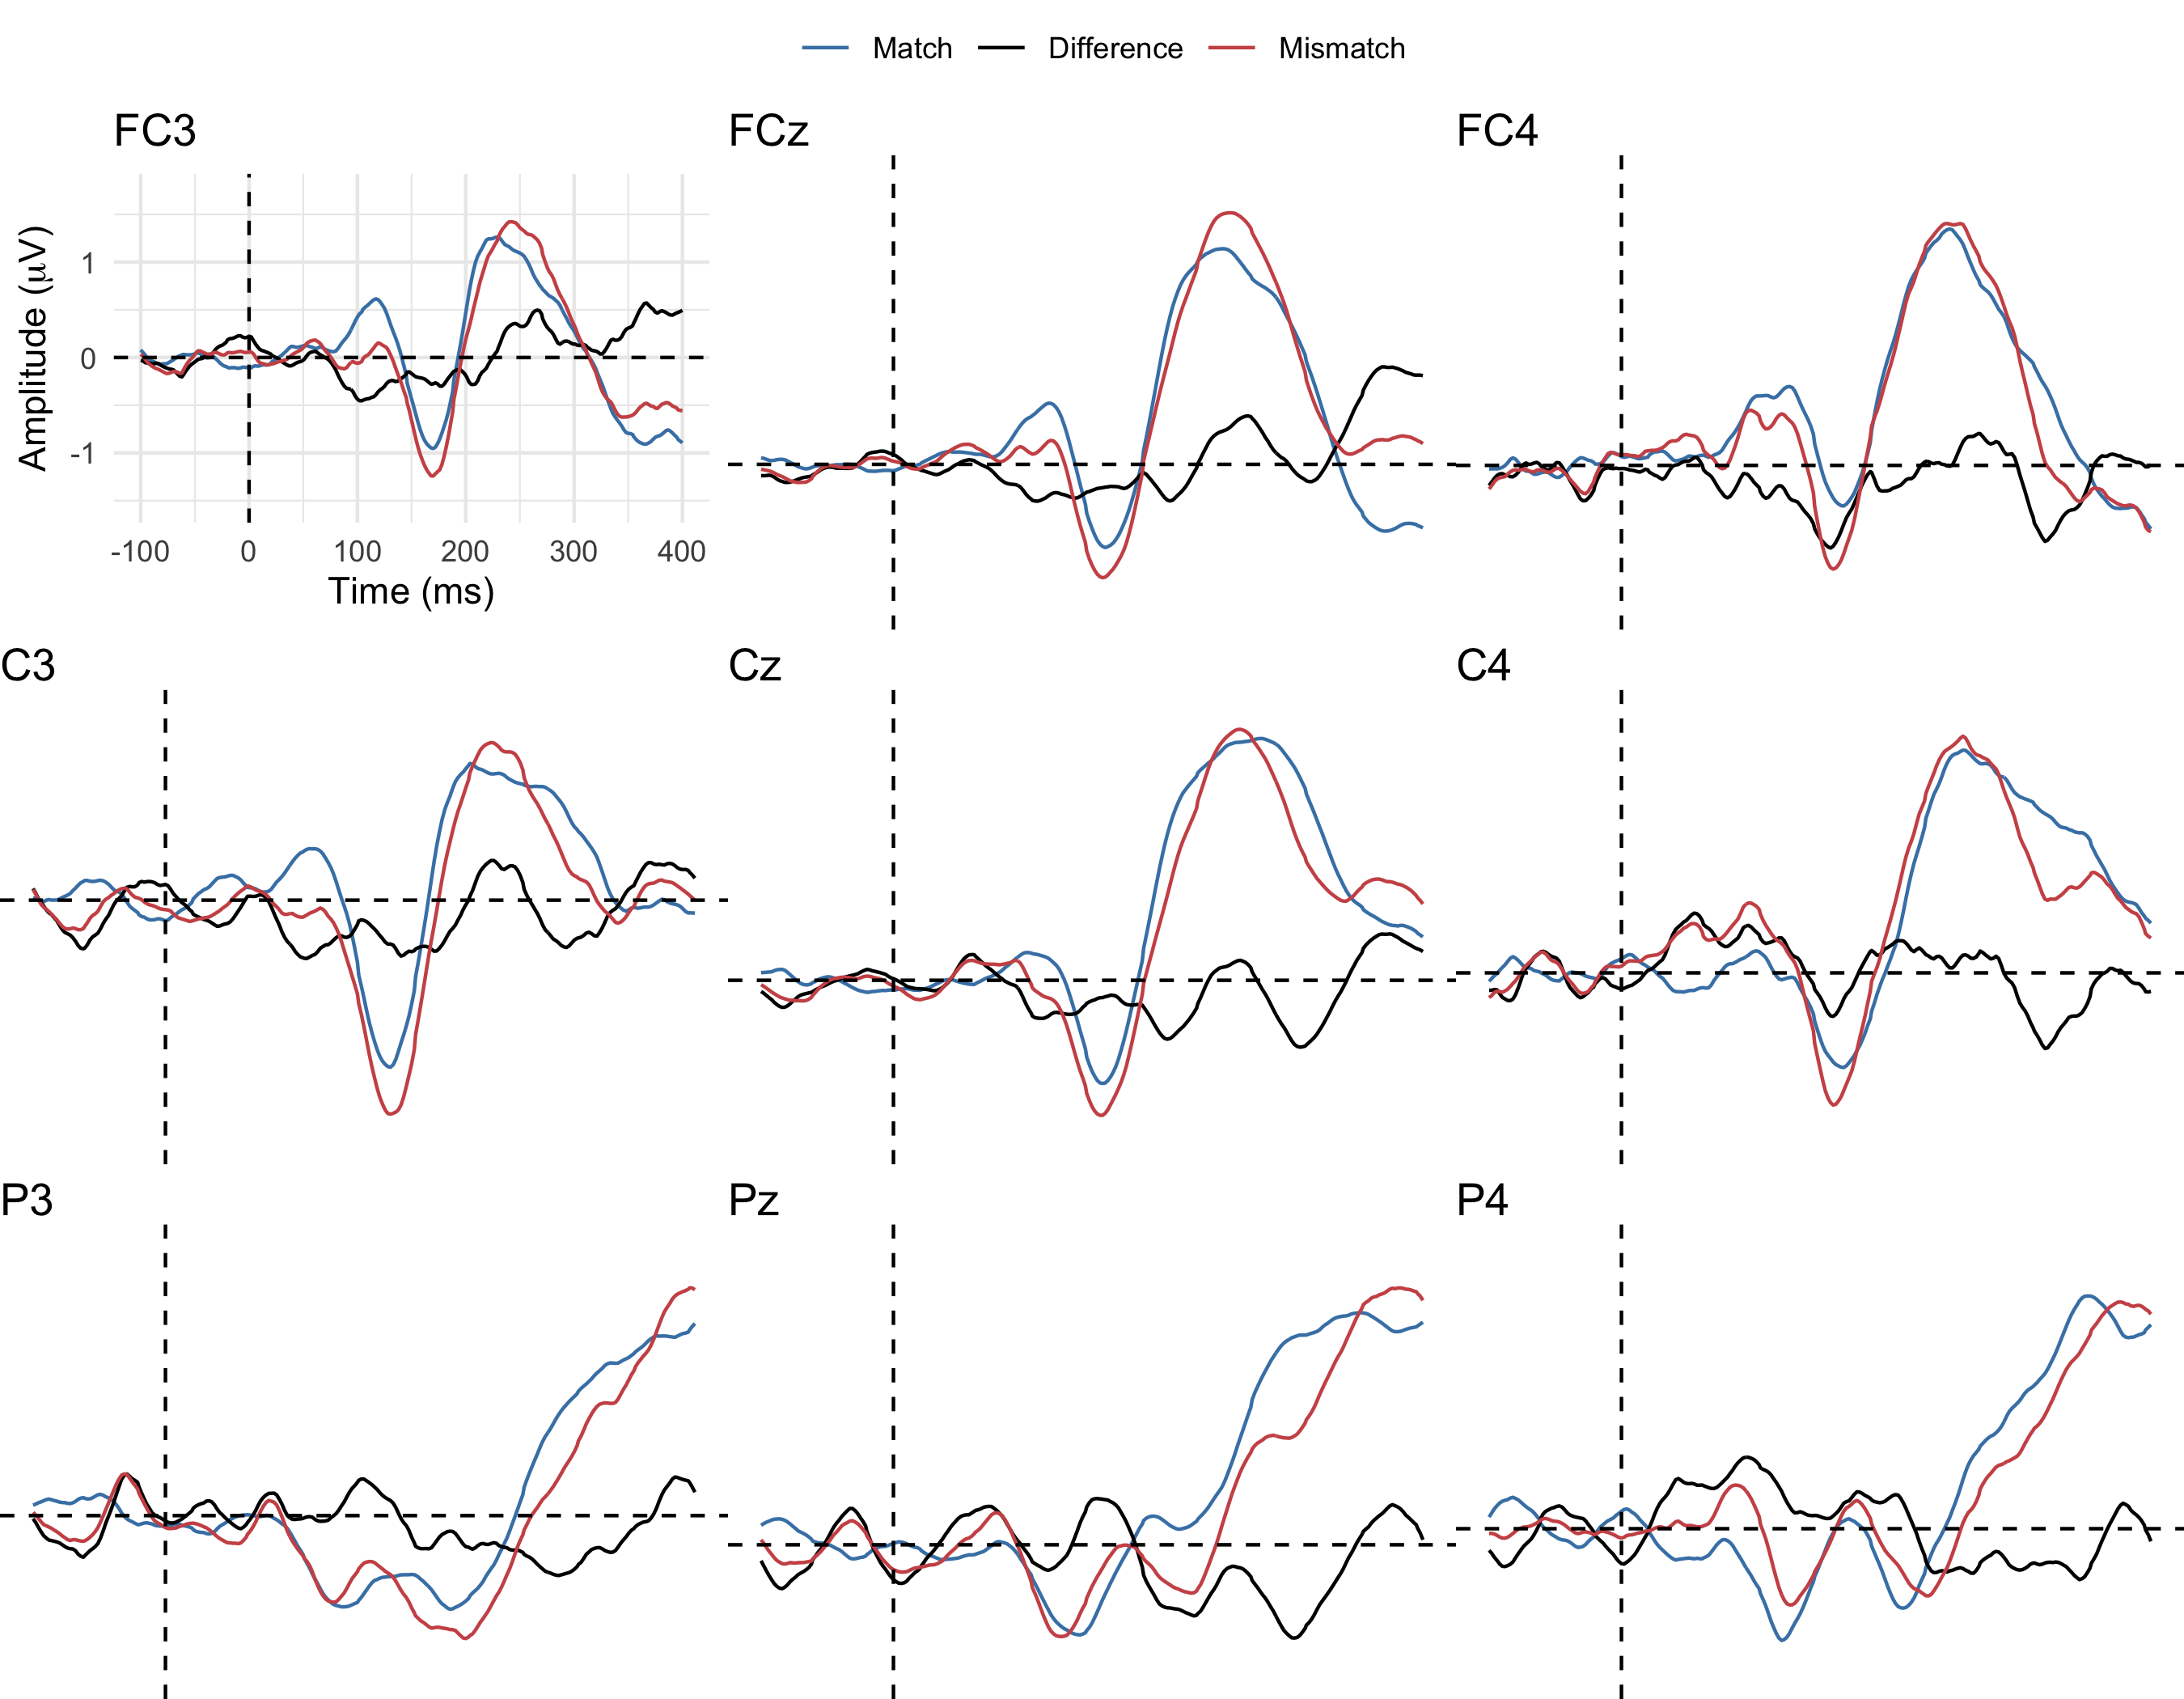 Match Difference Mismatch
FC3
FCz
FC4
Amplitude (μV)
1
0
-1
-100 0 100 200 300 400
Time (ms)
C3
Cz
C4
P3
Pz
P4